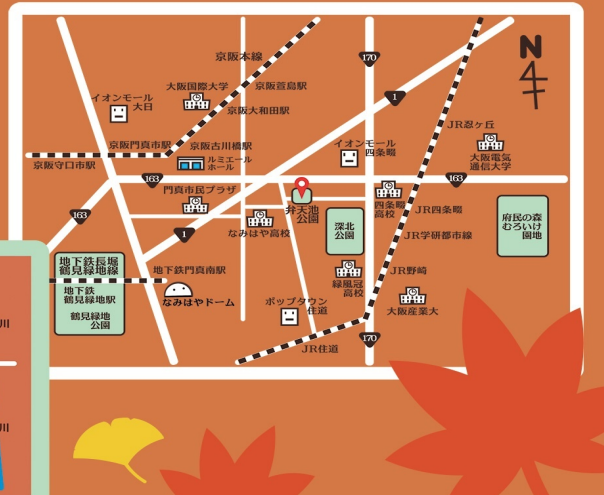 N
京阪本線
170
大阪国際大学
京阪萱島駅
イオンモール
大日
1
京阪大和田駅
JR忍ヶ丘
京阪門真市駅
京阪古川橋駅
イオンモール
四条畷
大阪電気
通信大学
京阪守口市駅
ルミエール
ホール
163
163
門真市民プラザ
四条畷
高校
163
弁天池
公園
JR四条畷
府民の森
むろいけ
園地
なみはや高校
深北
公園
1
JR学研都市線
地下鉄長堀
鶴見緑地線
地下鉄門真南駅
緑風冠
高校
JR野崎
地下鉄
鶴見緑地駅
なみはやドーム
ポップタウン
住道
大阪産業大
鶴見緑地
公園
川
170
JR住道
川